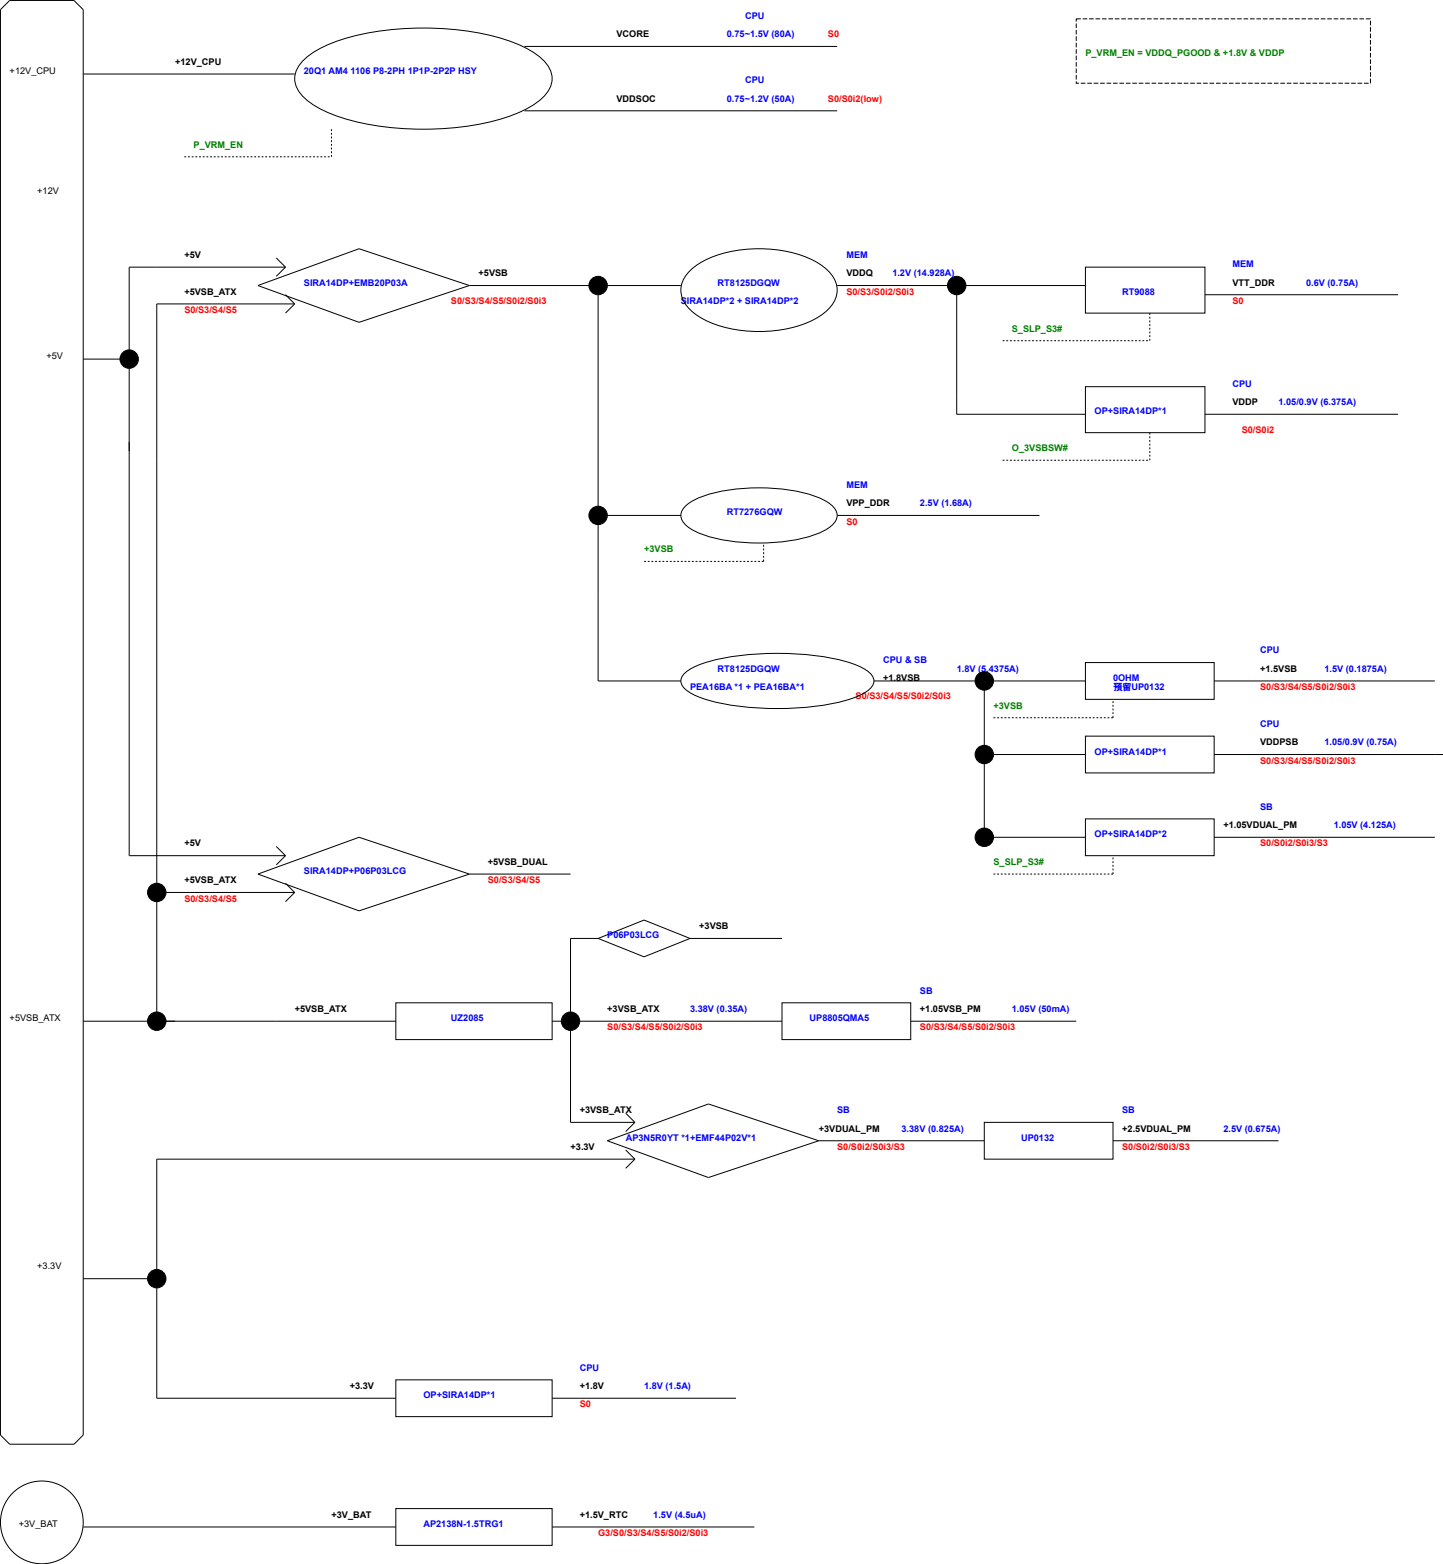 CPU
VCORE
0.75~1.5V (80A)
S0
P_VRM_EN = VDDQ_PGOOD & +1.8V & VDDP
+12V_CPU
+12V_CPU
20Q1 AM4 1106 P8-2PH 1P1P-2P2P HSY
CPU
VDDSOC
0.75~1.2V (50A)
S0/S0i2(low)
P_VRM_EN
+12V
+5V
SIRA14DP+EMB20P03A
+5VSB_ATX
S0/S3/S4/S5
+5VSB
S0/S3/S4/S5/S0i2/S0i3
RT8125DGQW
SIRA14DP*2 + SIRA14DP*2
MEM
VDDQ
1.2V (14.928A)
S0/S3/S0i2/S0i3
RT9088
MEM
VTT_DDR
0.6V (0.75A)
S0
S_SLP_S3#
+5V
CPU
OP+SIRA14DP*1
VDDP
1.05/0.9V (6.375A)
S0/S0i2
O_3VSBSW#
MEM
RT7276GQW
VPP_DDR
2.5V (1.68A)
S0
+3VSB
RT8125DGQW
PEA16BA *1 + PEA16BA*1
CPU & SB
+1.8VSB
1.8V (5.4375A)
S0/S3/S4/S5/S0i2/S0i3
0OHM
預留UP0132
CPU
+1.5VSB
1.5V (0.1875A)
S0/S3/S4/S5/S0i2/S0i3
+3VSB
CPU
OP+SIRA14DP*1
VDDPSB
1.05/0.9V (0.75A)
S0/S3/S4/S5/S0i2/S0i3
SB
OP+SIRA14DP*2
+1.05VDUAL_PM
1.05V (4.125A)
S0/S0i2/S0i3/S3
S_SLP_S3#
+5V
SIRA14DP+P06P03LCG
+5VSB_ATX
S0/S3/S4/S5
+5VSB_DUAL
S0/S3/S4/S5
P06P03LCG
+3VSB
+5VSB_ATX
+5VSB_ATX
UZ2085
+3VSB_ATX
3.38V (0.35A)
S0/S3/S4/S5/S0i2/S0i3
UP8805QMA5
SB
+1.05VSB_PM
1.05V (50mA)
S0/S3/S4/S5/S0i2/S0i3
+3VSB_ATX
+3.3V
AP3N5R0YT *1+EMF44P02V*1
SB
+3VDUAL_PM
3.38V (0.825A)
S0/S0i2/S0i3/S3
UP0132
SB
+2.5VDUAL_PM
2.5V (0.675A)
S0/S0i2/S0i3/S3
+3.3V
CPU
+3.3V
OP+SIRA14DP*1
+1.8V
1.8V (1.5A)
S0
+3V_BAT
+3V_BAT
AP2138N-1.5TRG1
+1.5V_RTC
1.5V (4.5uA)
G3/S0/S3/S4/S5/S0i2/S0i3